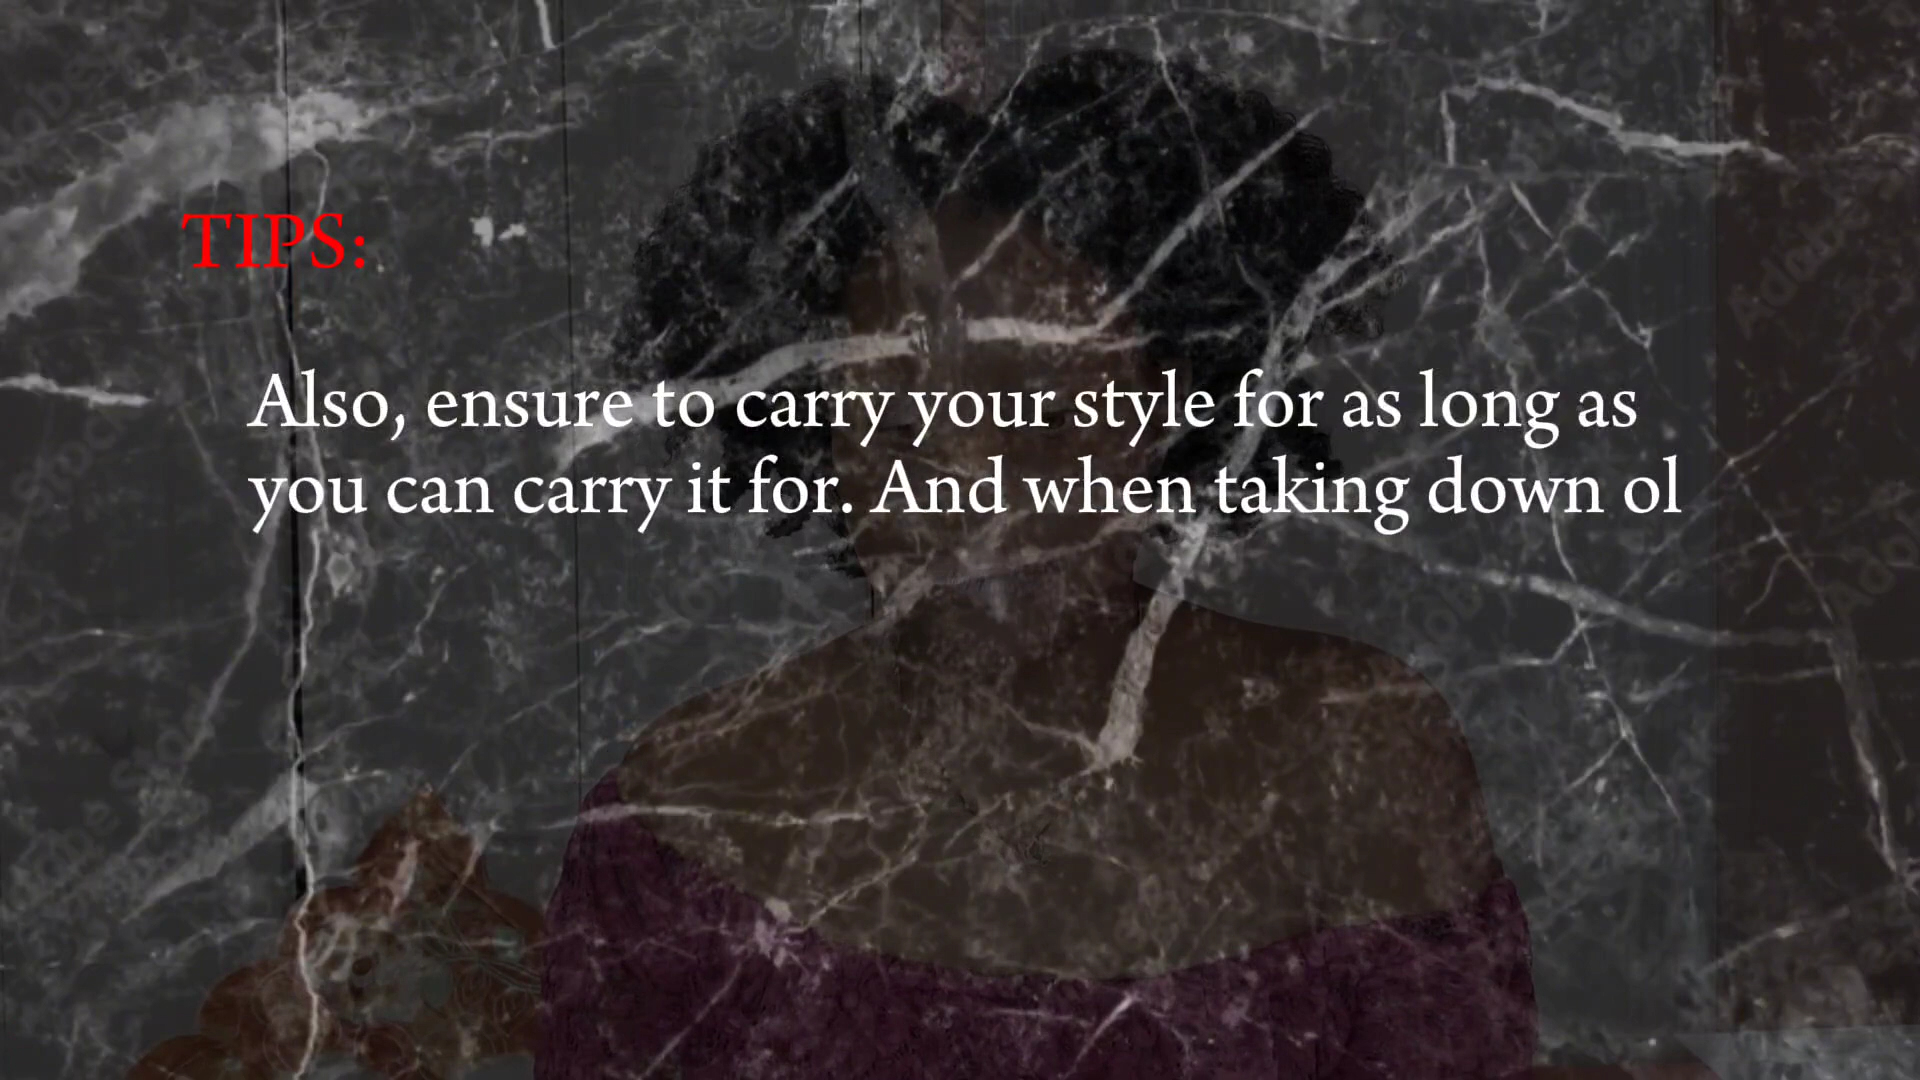 TIPS:
Also, ensure to carry your style for as long as
you can carry it for. And when taking down ol